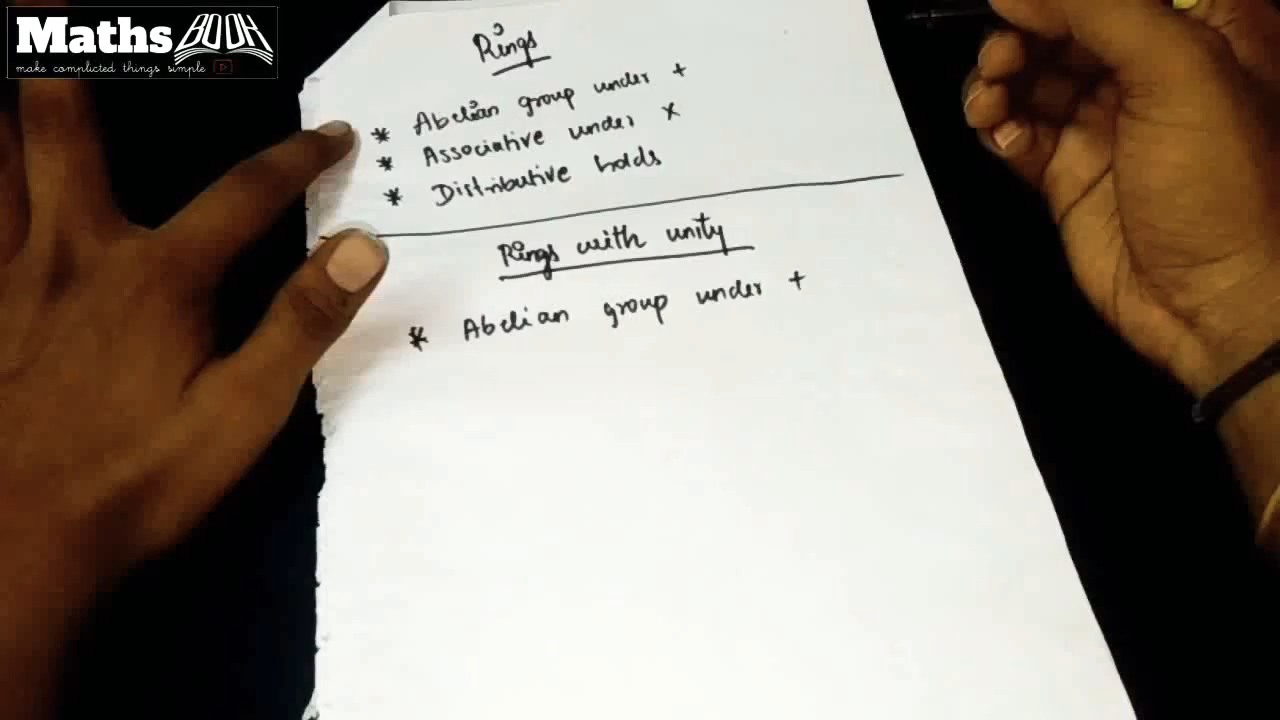 Maths BOOK
make complicted things simple
Rings
* Abelian group under +
* Associative under ×
* Distributive holds
Rings with unity
* Abelian group under +